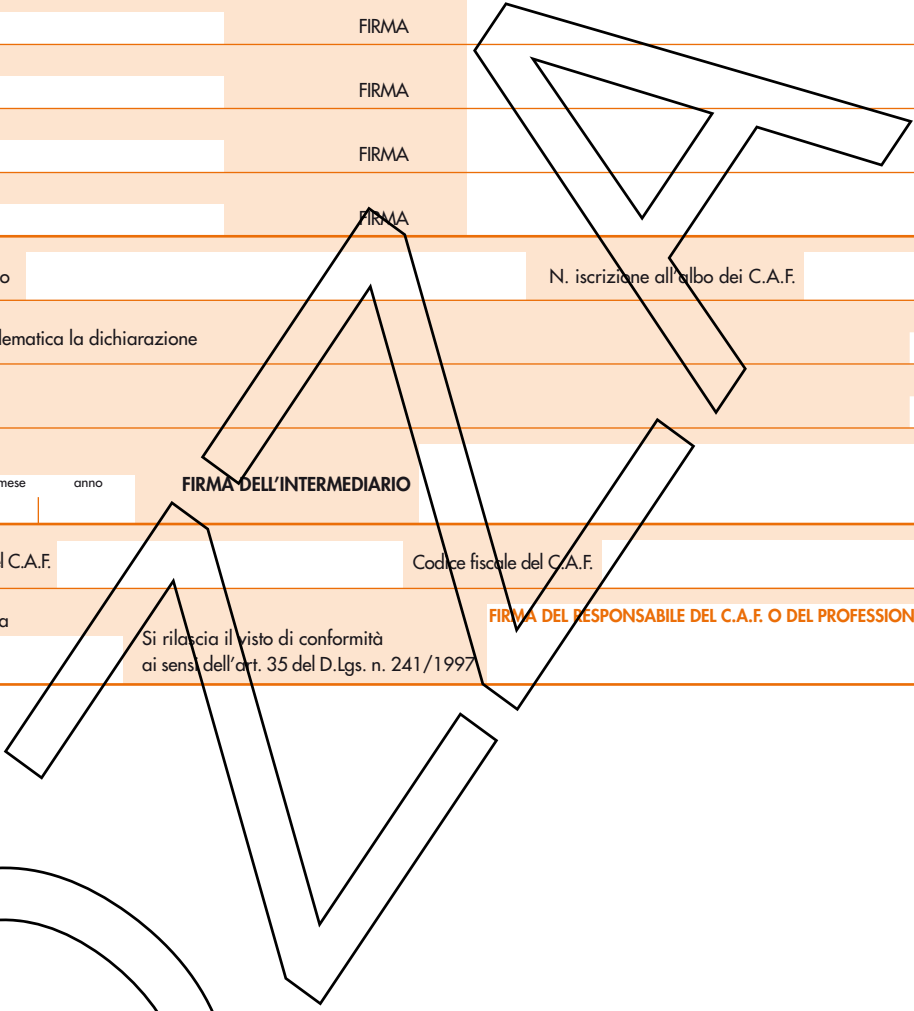 FIRMA
FIRMA
FIRMA
FIRMA
o N. iscrizione all'albo dei C.A.F.
lematica la dichiarazione
mese anno FIRMA DELL'INTERMEDIARIO
l C.A.F. Codice fiscale del C.A.F.
a FIRMA DEL RESPONSABILE DEL C.A.F. O DEL PROFESSION
Si rilascia il visto di conformità
ai sensi dell'art. 35 del D.Lgs. n. 241/1997
ONNA